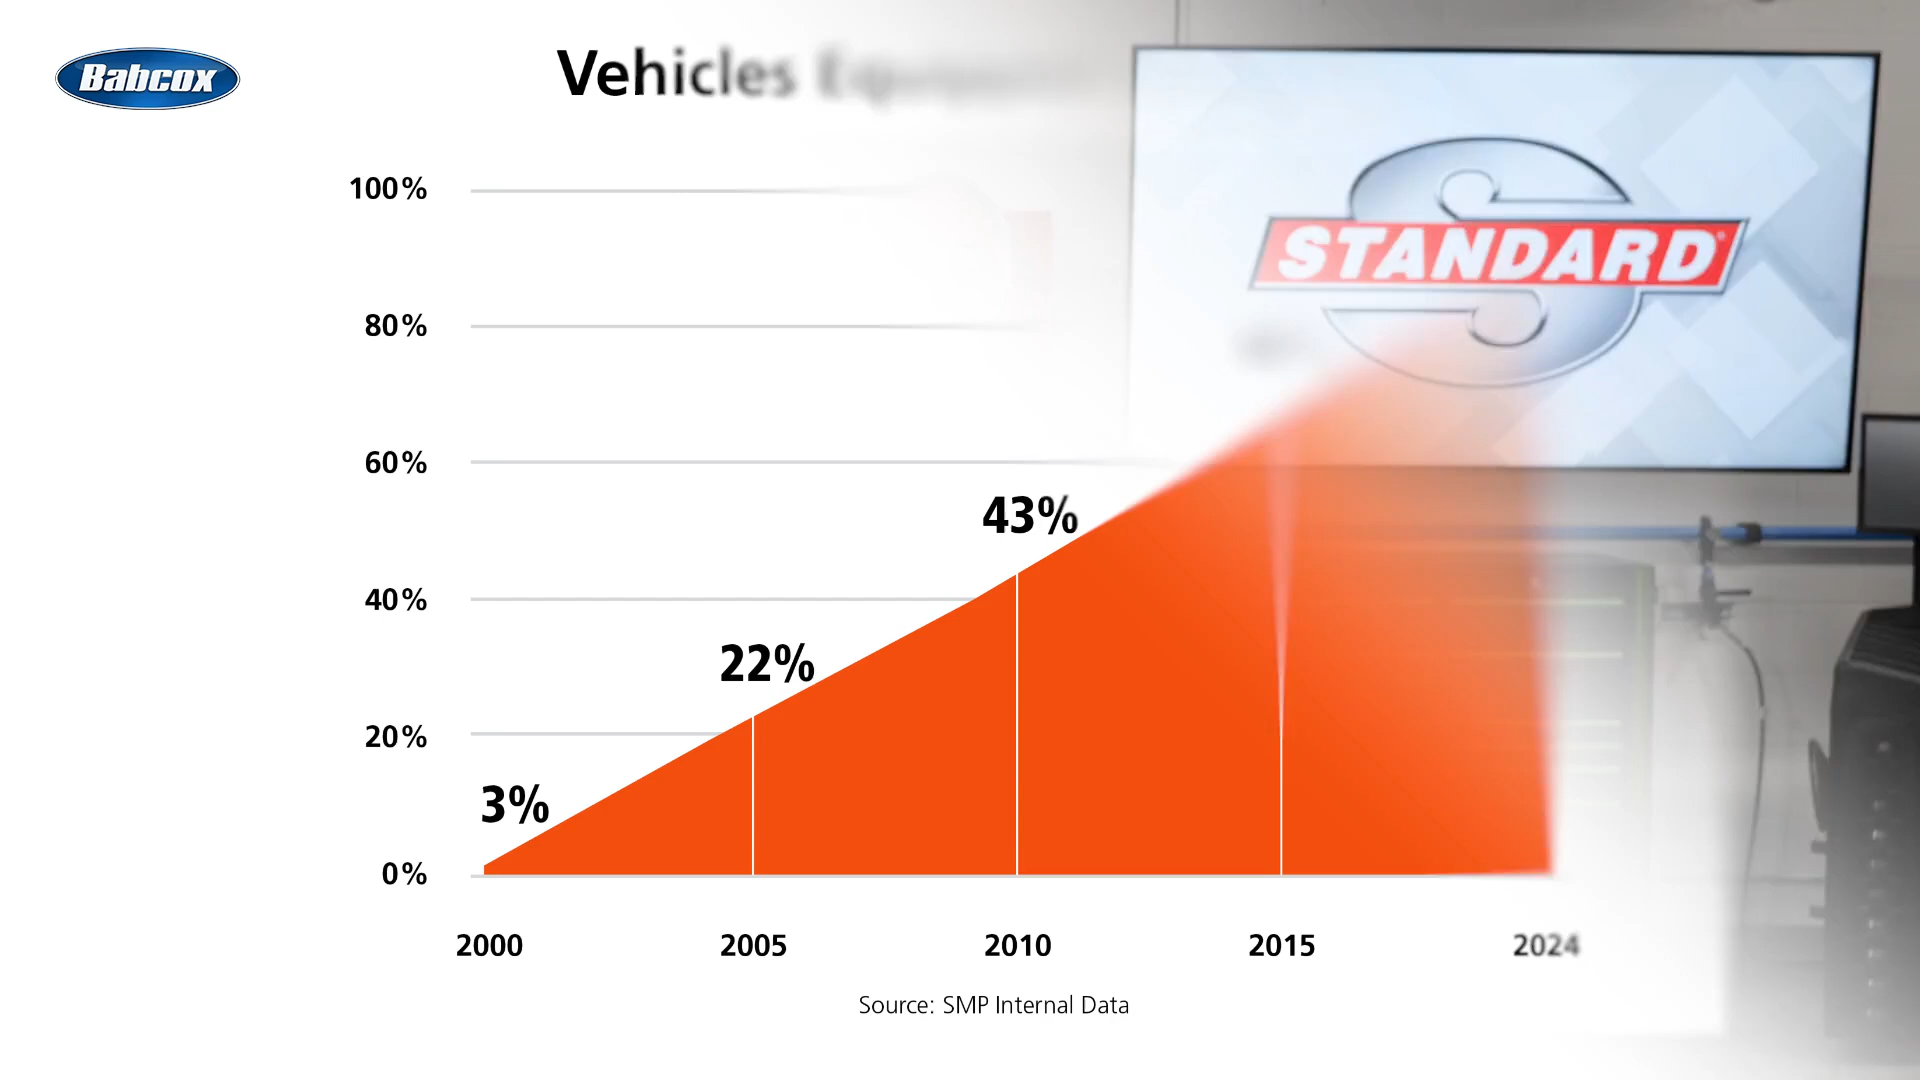 Babcox
Vehicles
STANDARD
100%
80%
60%
43%
40%
22%
20%
3%
0%
2000 2005 2010 2015 2024
Source: SMP Internal Data